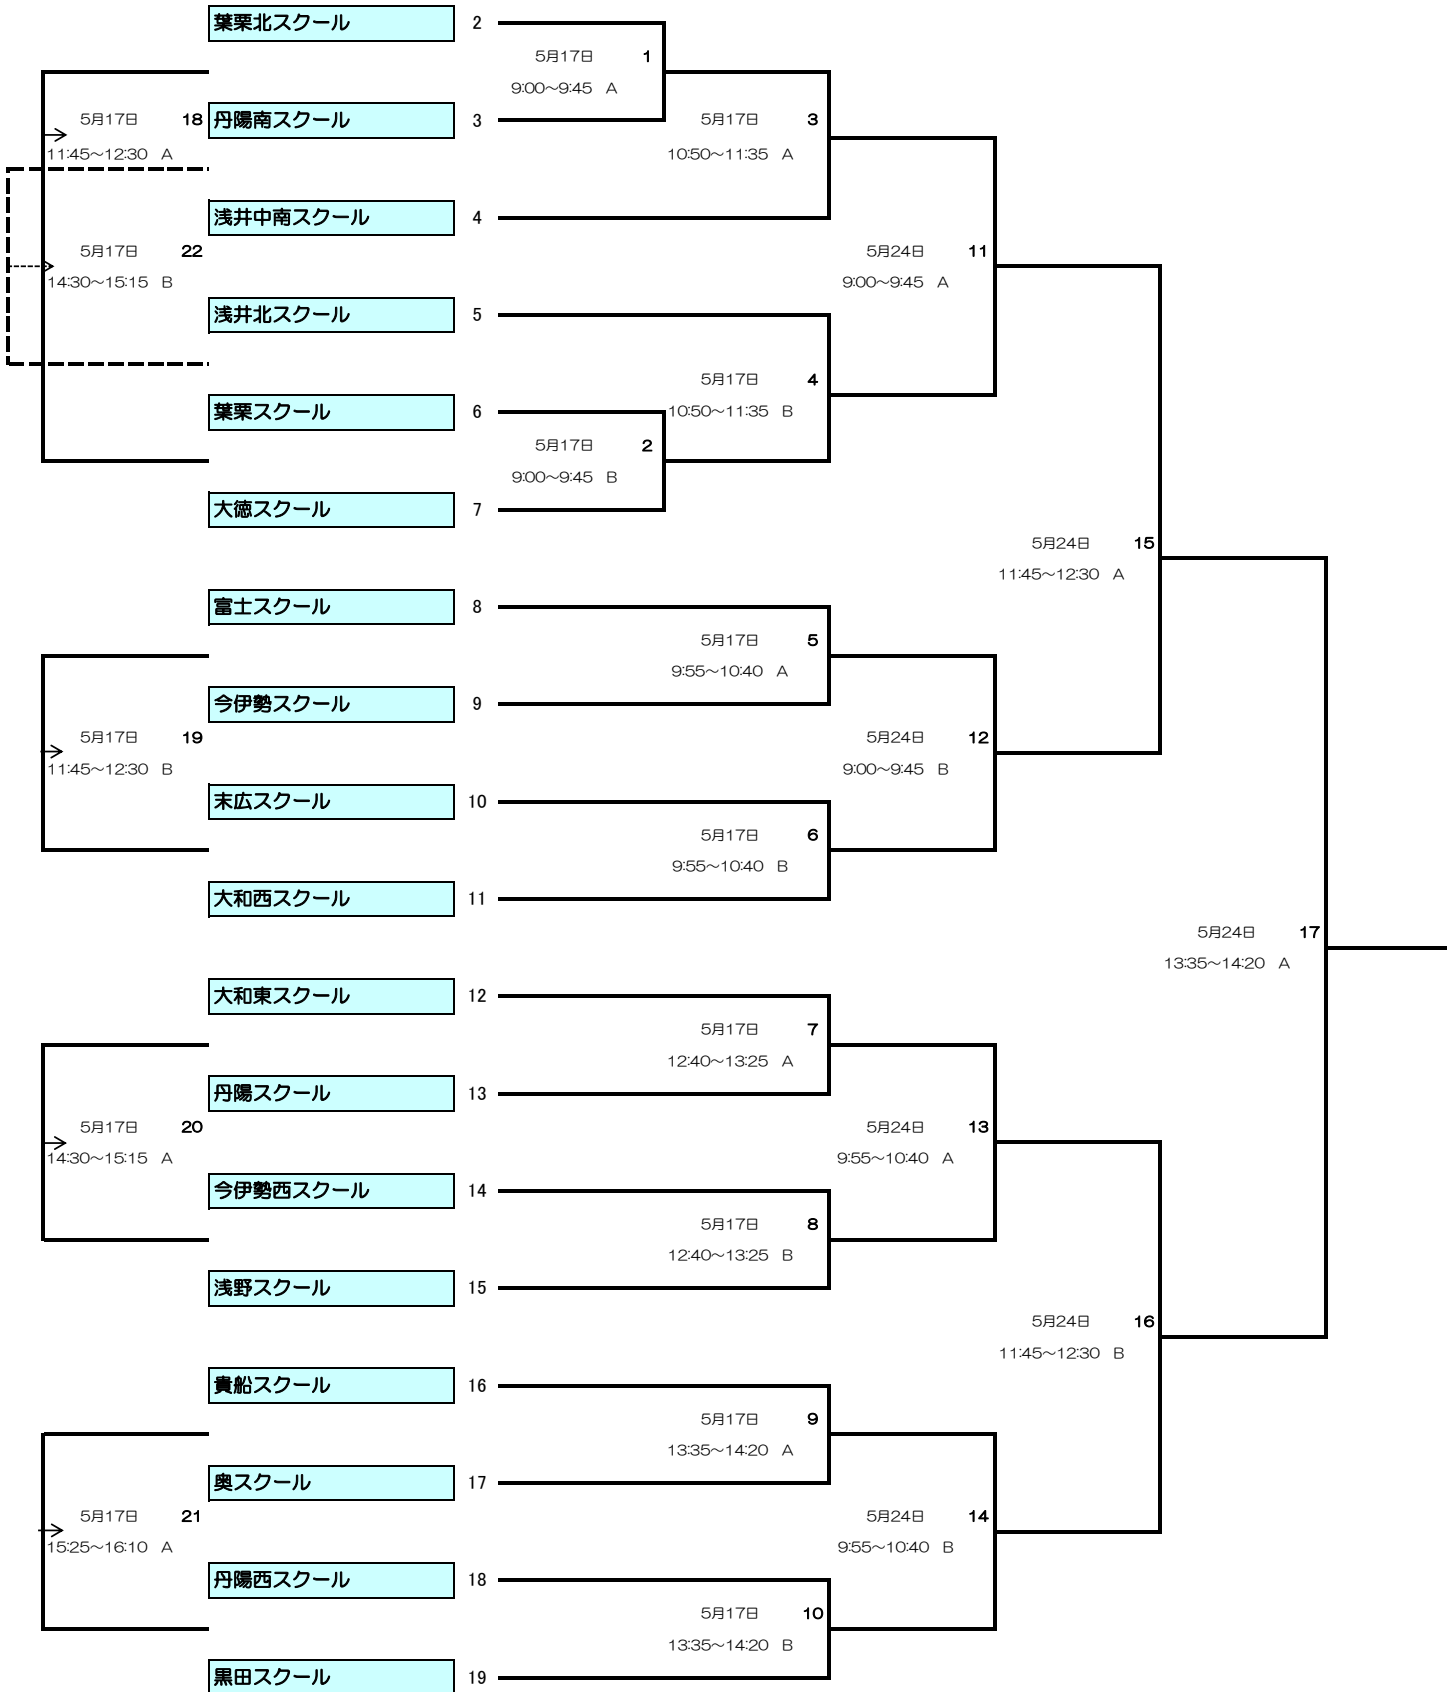 葉栗北スクール 2
5月17日 1
9:00～9:45 A
5月17日 18 丹陽南スクール 3 5月17日 3
11:45～12:30 A 10:50～11:35 A
浅井中南スクール 4
5月17日 22 5月24日 11
14:30～15:15 B 9:00～9:45 A
浅井北スクール 5
5月17日 4
葉栗スクール 6 10:50～11:35 B
5月17日 2
9:00～9:45 B
大徳スクール 7
5月24日 15
11:45～12:30 A
富士スクール 8
5月17日 5
9:55～10:40 A
今伊勢スクール 9
5月17日 19 5月24日 12
11:45～12:30 B 9:00～9:45 B
末広スクール 10
5月17日 6
9:55～10:40 B
大和西スクール 11
5月24日 17
13:35～14:20 A
大和東スクール 12
5月17日 7
12:40～13:25 A
丹陽スクール 13
5月17日 20 5月24日 13
14:30～15:15 A 9:55～10:40 A
今伊勢西スクール 14
5月17日 8
12:40～13:25 B
浅野スクール 15
5月24日 16
11:45～12:30 B
貴船スクール 16
5月17日 9
13:35～14:20 A
奥スクール 17
5月17日 21 5月24日 14
15:25～16:10 A 9:55～10:40 B
丹陽西スクール 18
5月17日 10
13:35～14:20 B
黒田スクール 19